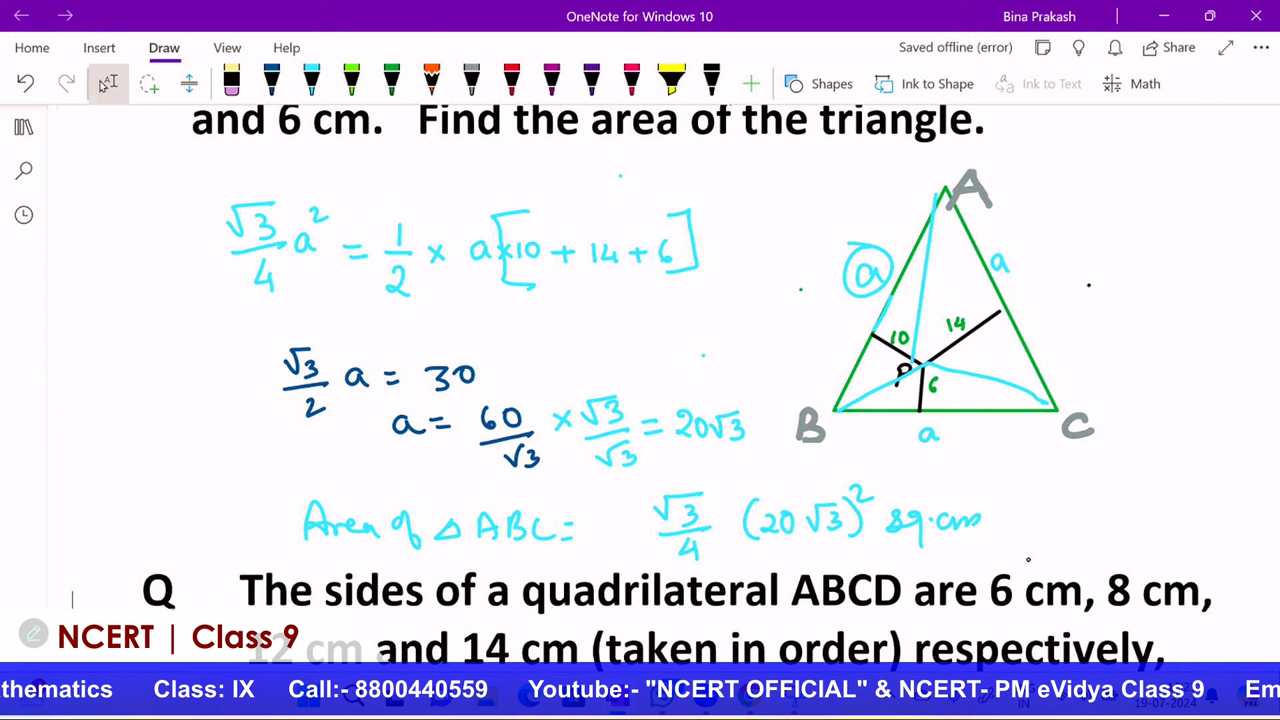 OneNote for Windows 10
Bina Prakash
Home Insert Draw View Help
Saved offline (error)
Share
Shapes
Ink to Shape
Ink to Text
Math
and 6 cm. Find the area of the triangle.
√3/4 a² = 1/2 × a[×10 + 14 + 6]
√3/2 a = 30
a = 60/√3 × √3/√3 = 20√3
A
a
a
10
14
P
6
B
C
a
Area of △ ABC = √3/4 (20√3)² sq.cm
Q The sides of a quadrilateral ABCD are 6 cm, 8 cm,
12 cm and 14 cm (taken in order) respectively,
NCERT | Class 9
athematics Class: IX Call:- 8800440559 Youtube:- "NCERT OFFICIAL" & NCERT- PM eVidya Class 9 Em
19-07-2024